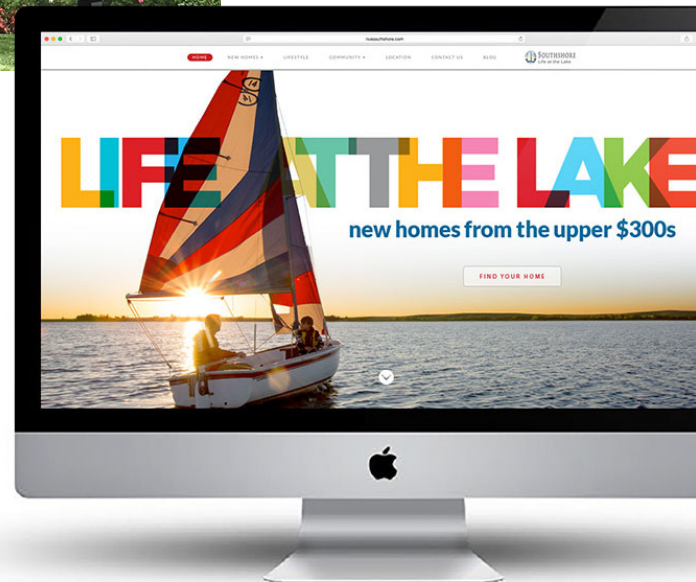 HOME NEW HOMES LIFESTYLE COMMUNITY LOCATION CONTACT US BLOG SOUTHSHORE
Life at the Lake
14
LIFE AT THE LAKE
new homes from the upper $300s
FIND YOUR HOME